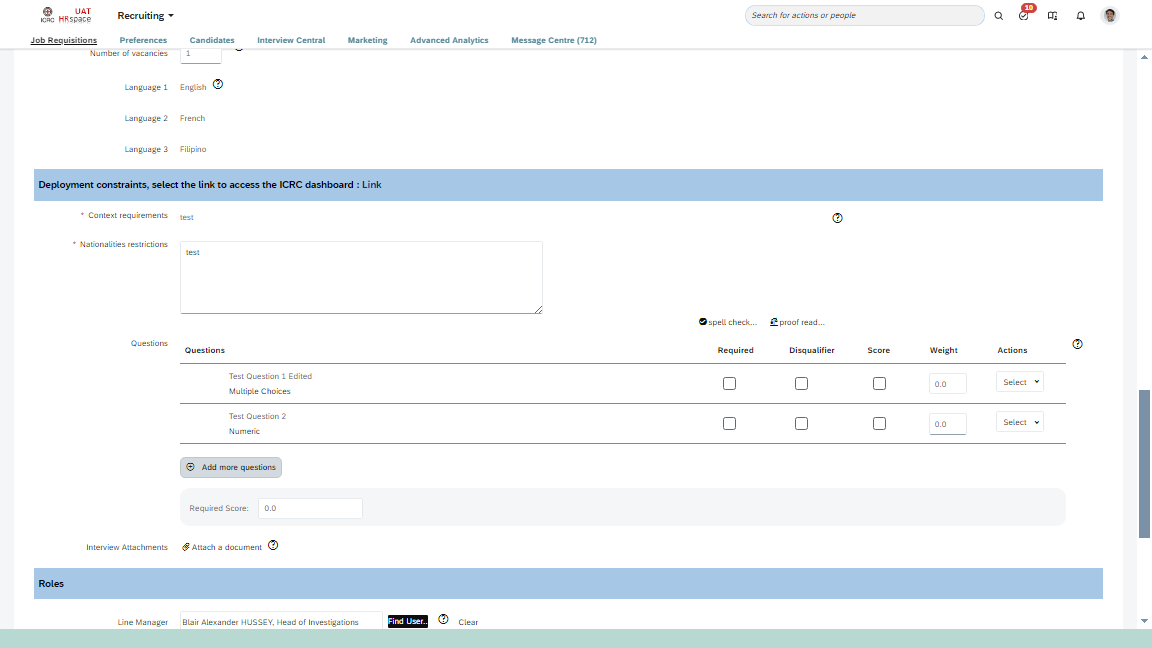 ICRC
UAT
HRspace
Recruiting
Search for actions or people
10
Job Requisitions
Preferences
Candidates
Interview Central
Marketing
Advanced Analytics
Message Centre (712)
Number of vacancies
1
Language 1
English
Language 2
French
Language 3
Filipino
Deployment constraints, select the link to access the ICRC dashboard : Link
* Context requirements
test
* Nationalities restrictions
test
spell check...
proof read...
Questions
Questions
Required
Disqualifier
Score
Weight
Actions
Test Question 1 Edited
Multiple Choices
0.0
Select
Test Question 2
Numeric
0.0
Select
Add more questions
Required Score:
0.0
Interview Attachments
Attach a document
Roles
Line Manager
Blair Alexander HUSSEY, Head of Investigations
Find User..
Clear